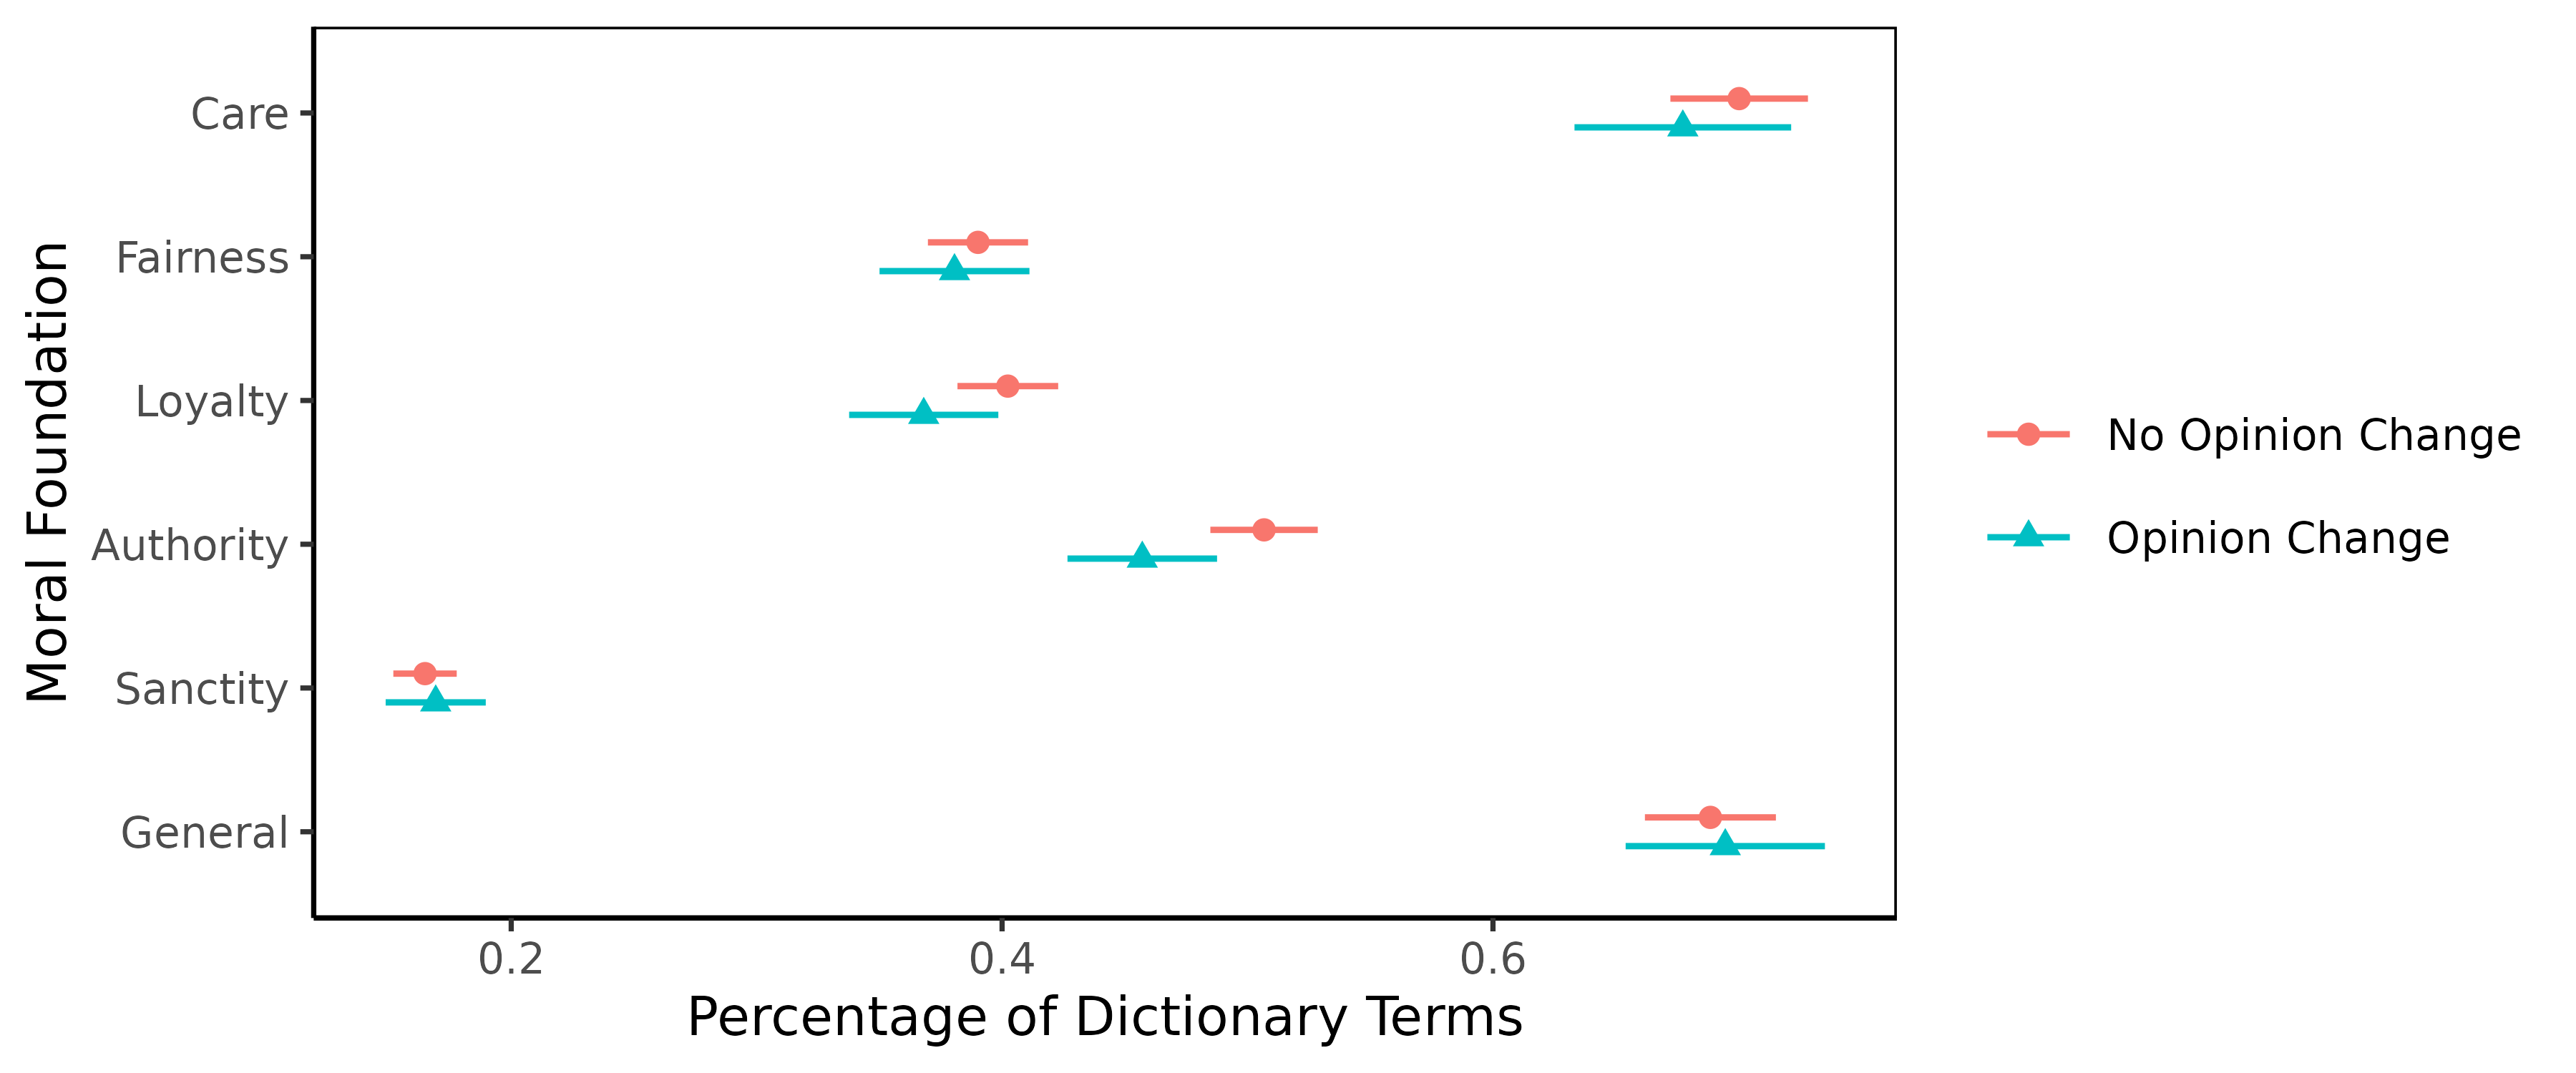 Moral Foundation
Care
Fairness
Loyalty
Authority
Sanctity
General
0.2 0.4 0.6
Percentage of Dictionary Terms
No Opinion Change
Opinion Change